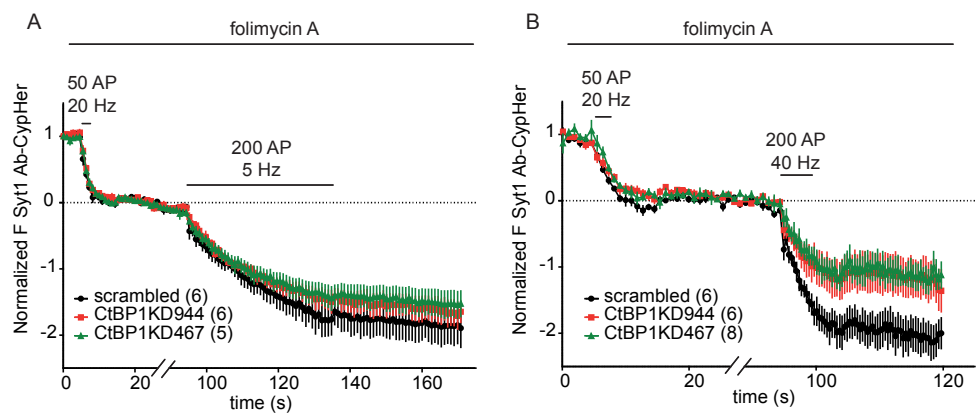 A
folimycin A
50 AP
20 Hz
200 AP
5 Hz
Normalized F Syt1 Ab-CypHer
1
0
-1
-2
scrambled (6)
CtBP1KD944 (6)
CtBP1KD467 (5)
0
20
100
120
140
160
time (s)
B
folimycin A
50 AP
20 Hz
200 AP
40 Hz
Normalized F Syt1 Ab-CypHer
1
0
-1
-2
scrambled (6)
CtBP1KD944 (6)
CtBP1KD467 (8)
0
20
100
120
time (s)